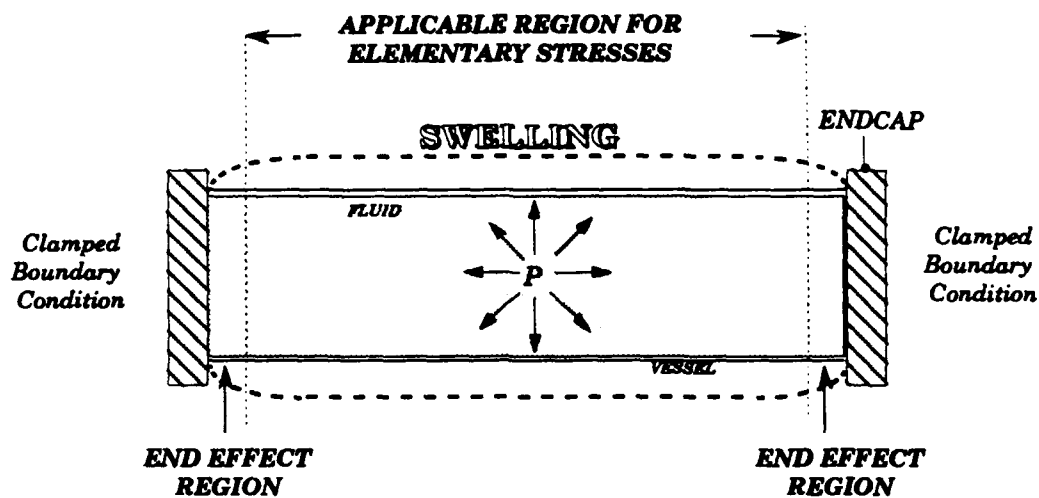 APPLICABLE REGION FOR
ELEMENTARY STRESSES
SWELLING
ENDCAP
FLUID
Clamped
Boundary
Condition
P
Clamped
Boundary
Condition
VESSEL
END EFFECT
REGION
END EFFECT
REGION